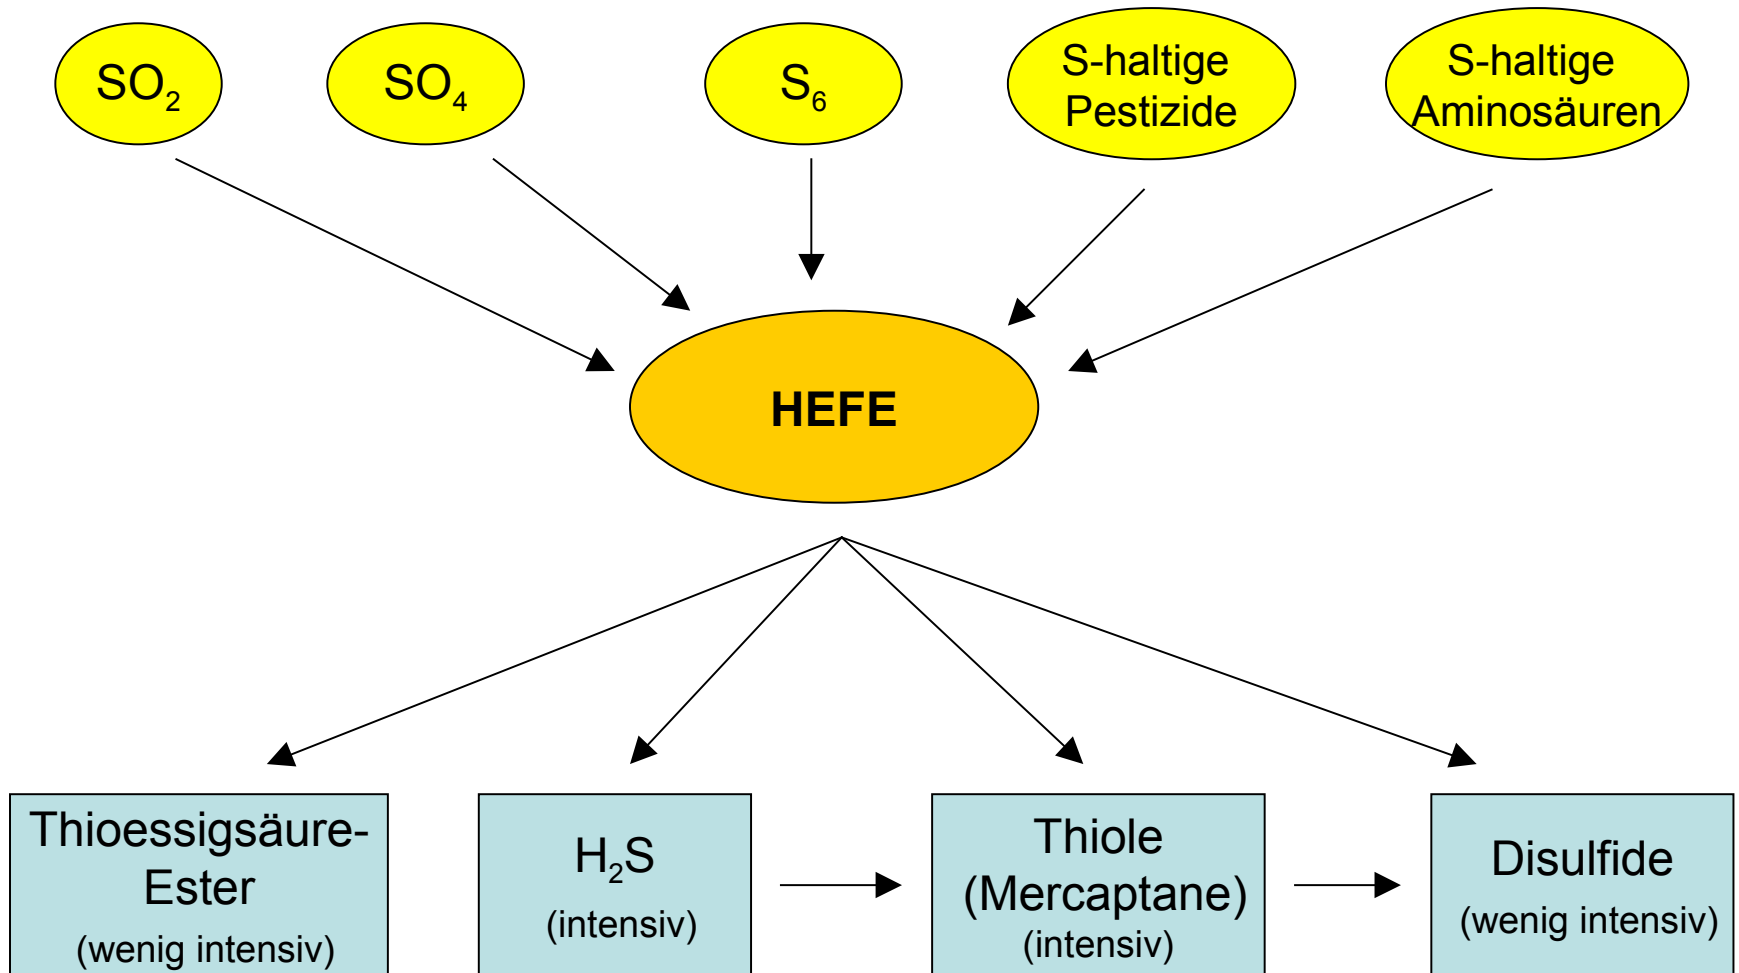 SO₂
SO₄
S₆
S-haltige
Pestizide
S-haltige
Aminosäuren
HEFE
Thioessigsäure-
Ester
(wenig intensiv)
H₂S
(intensiv)
Thiole
(Mercaptane)
(intensiv)
Disulfide
(wenig intensiv)